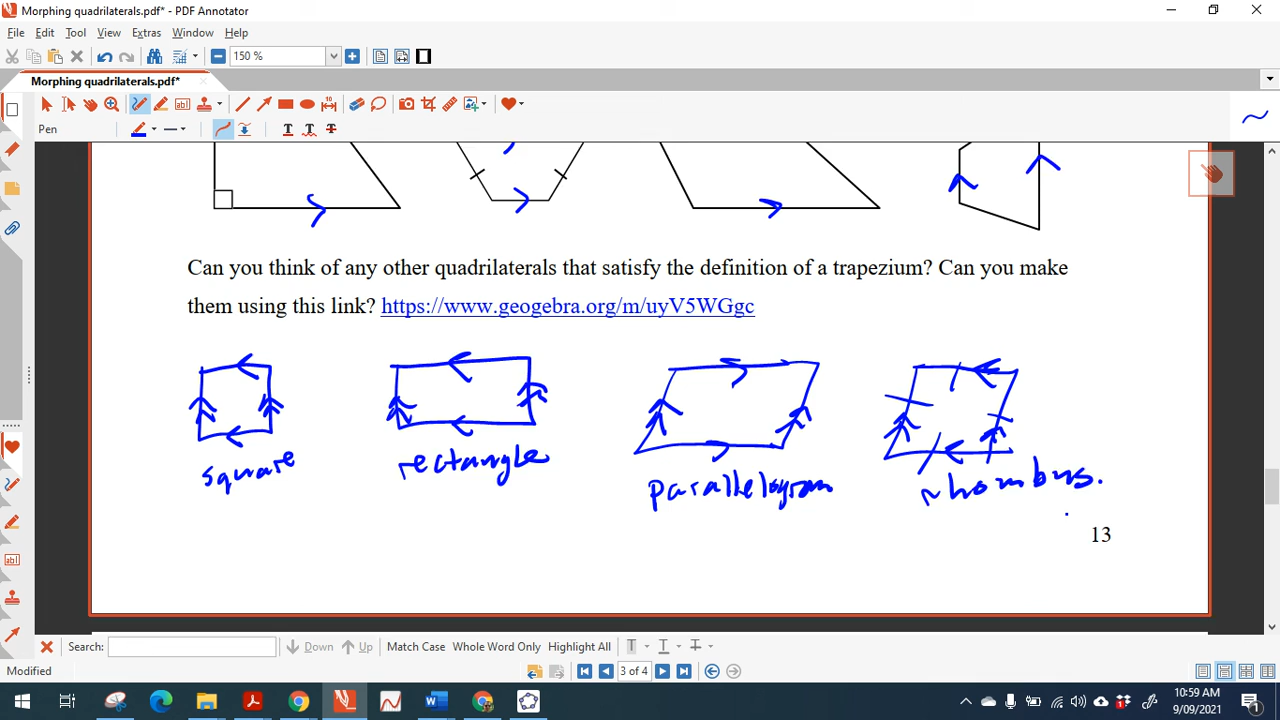 Morphing quadrilaterals.pdf* - PDF Annotator
File Edit Tool View Extras Window Help
150 %
Morphing quadrilaterals.pdf*
Pen
Can you think of any other quadrilaterals that satisfy the definition of a trapezium? Can you make
them using this link? https://www.geogebra.org/m/uyV5WGgc
square rectangle parallelogram rhombus.
13
Search: Down Up Match Case Whole Word Only Highlight All
Modified 3 of 4
10:59 AM
9/09/2021